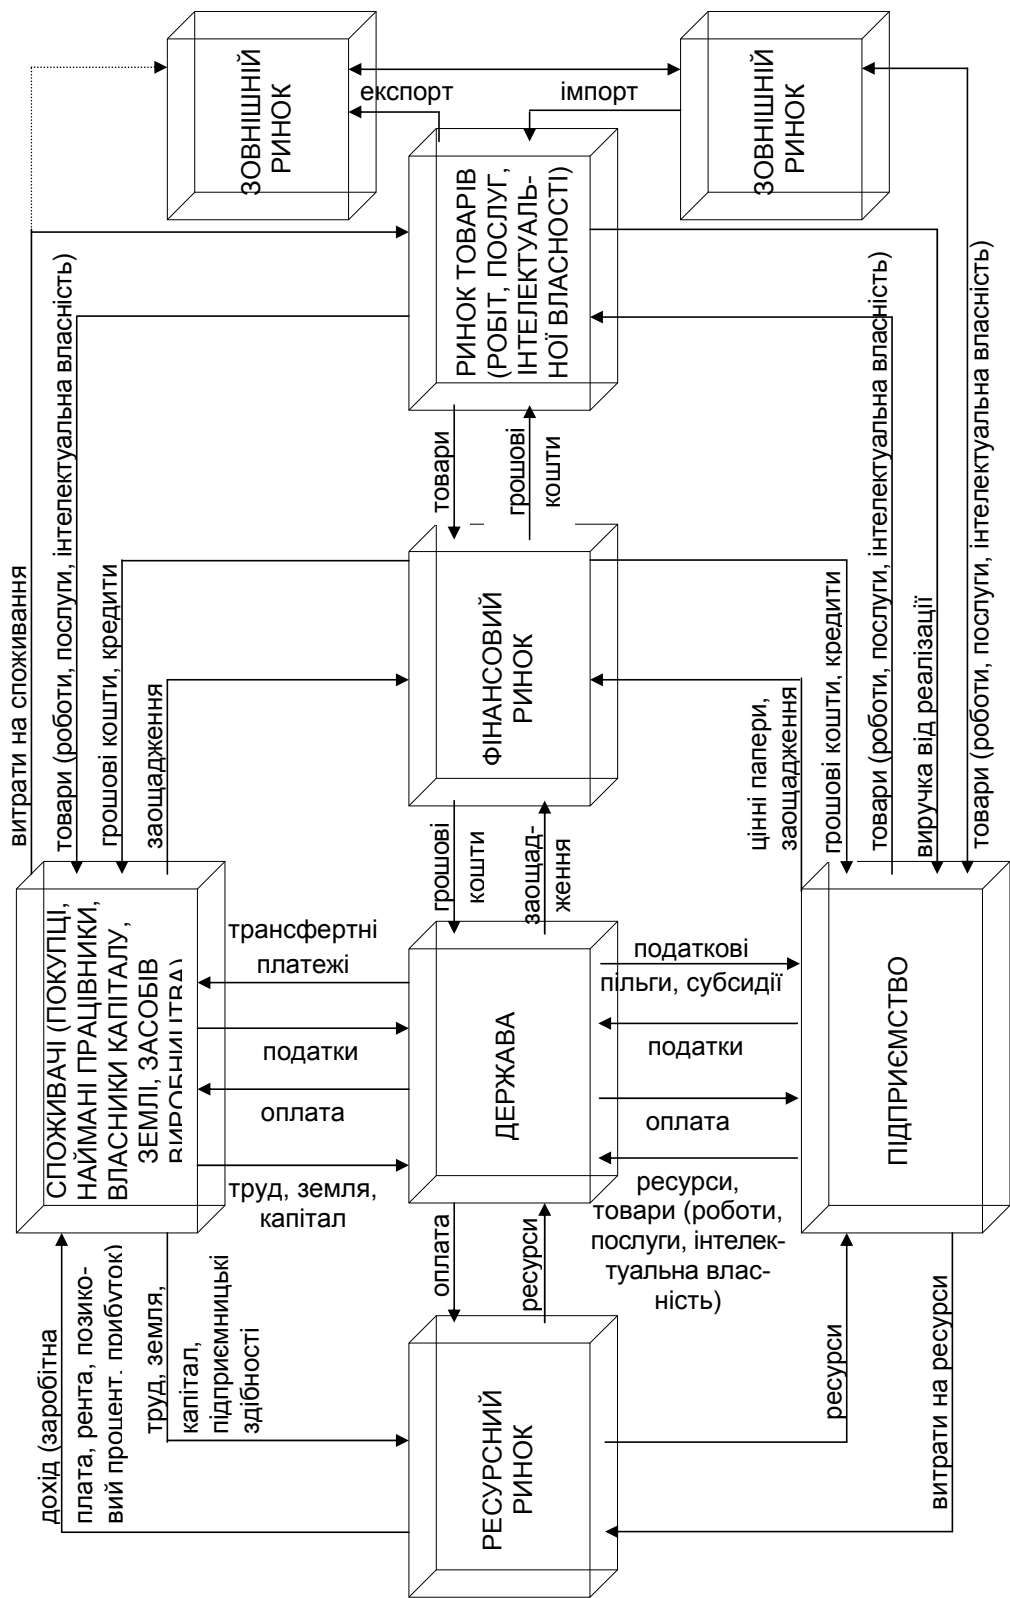 ЗОВНІШНІЙ
РИНОК
ЗОВНІШНІЙ
РИНОК
експорт
імпорт
РИНОК ТОВАРІВ
(РОБІТ, ПОСЛУГ,
ІНТЕЛЕКТУАЛЬ-
НОЇ ВЛАСНОСТІ)
витрати на споживання
товари (роботи, послуги, інтелектуальна власність)
грошові кошти, кредити
заощадження
товари
грошові
кошти
ФІНАНСОВИЙ
РИНОК
цінні папери,
заощадження
грошові кошти, кредити
товари (роботи, послуги, інтелектуальна власність)
виручка від реалізації
товари (роботи, послуги, інтелектуальна власність)
грошові
кошти
заощад-
ження
СПОЖИВАЧІ (ПОКУПЦІ,
НАЙМАНІ ПРАЦІВНИКИ,
ВЛАСНИКИ КАПІТАЛУ,
ЗЕМЛІ, ЗАСОБІВ
ВИРОБНИЦТВА)
трансфертні
платежі
податки
оплата
труд, земля,
капітал
ДЕРЖАВА
податкові
пільги, субсидії
податки
оплата
ресурси,
товари (роботи,
послуги, інтелек-
туальна влас-
ність)
ПІДПРИЄМСТВО
дохід (заробітна
плата, рента, позико-
вий процент, прибуток)
труд, земля,
капітал,
підприємницькі
здібності
оплата
ресурси
РЕСУРСНИЙ
РИНОК
ресурси
витрати на ресурси